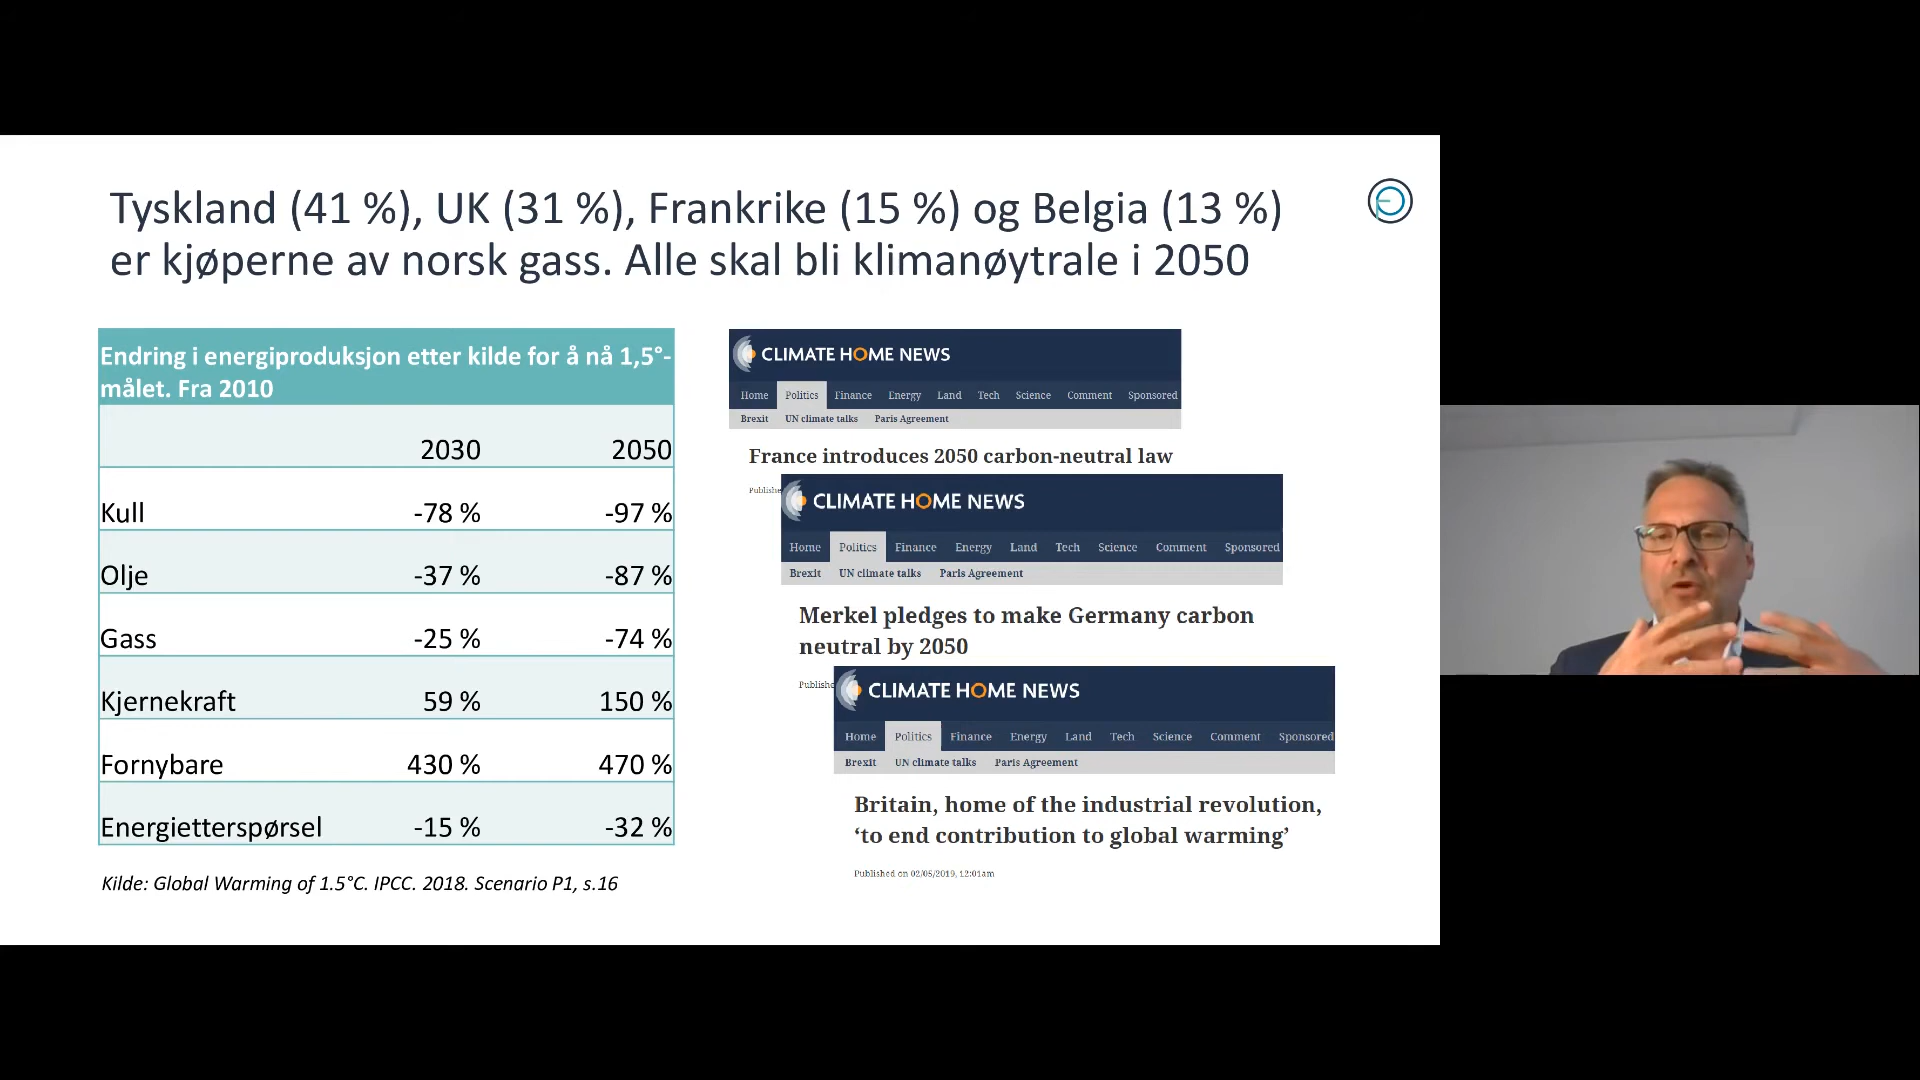 Tyskland (41 %), UK (31 %), Frankrike (15 %) og Belgia (13 %)
er kjøperne av norsk gass. Alle skal bli klimanøytrale i 2050
Endring i energiproduksjon etter kilde for å nå 1,5°-
målet. Fra 2010
2030 2050
Kull -78 % -97 %
Olje -37 % -87 %
Gass -25 % -74 %
Kjernekraft 59 % 150 %
Fornybare 430 % 470 %
Energietterspørsel -15 % -32 %
Kilde: Global Warming of 1.5°C. IPCC. 2018. Scenario P1, s.16
CLIMATE HOME NEWS
Home Politics Finance Energy Land Tech Science Comment Sponsored
Brexit UN climate talks Paris Agreement
France introduces 2050 carbon-neutral law
CLIMATE HOME NEWS
Home Politics Finance Energy Land Tech Science Comment Sponsored
Brexit UN climate talks Paris Agreement
Merkel pledges to make Germany carbon
neutral by 2050
CLIMATE HOME NEWS
Home Politics Finance Energy Land Tech Science Comment Sponsored
Brexit UN climate talks Paris Agreement
Britain, home of the industrial revolution,
‘to end contribution to global warming’
Published on 02/05/2019, 12:01am